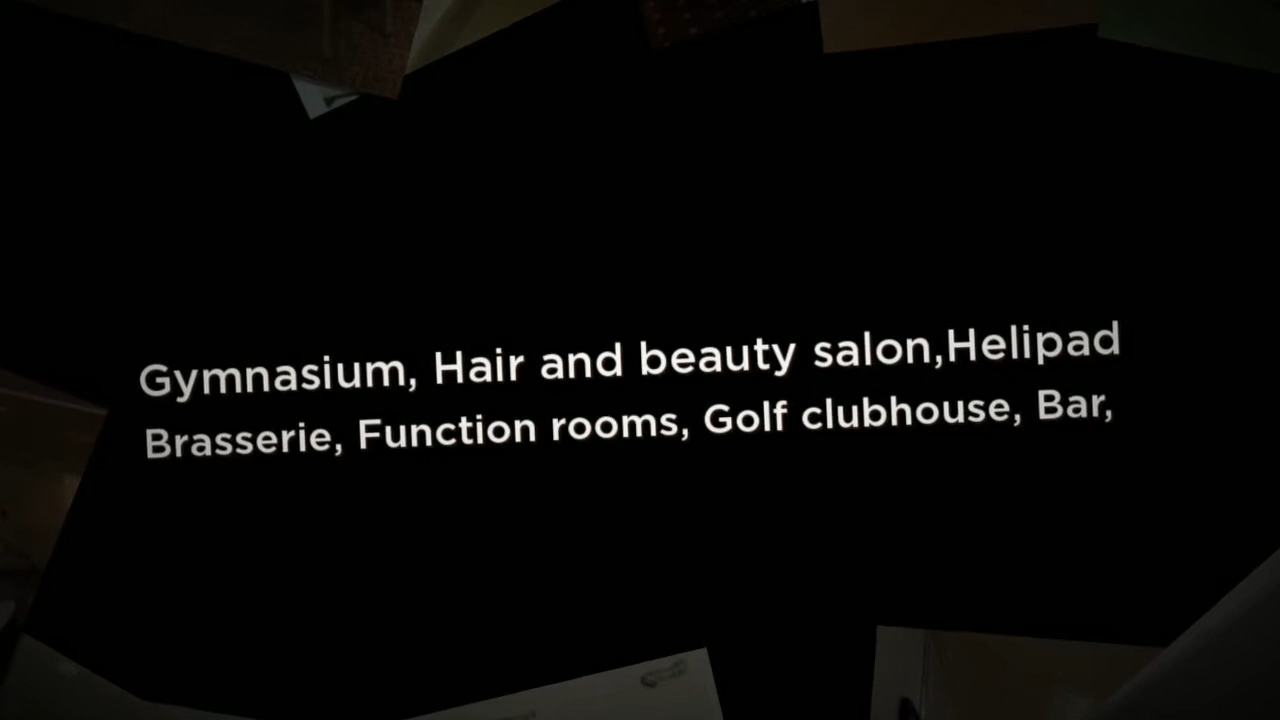 Gymnasium, Hair and beauty salon,Helipad
Brasserie, Function rooms, Golf clubhouse, Bar,